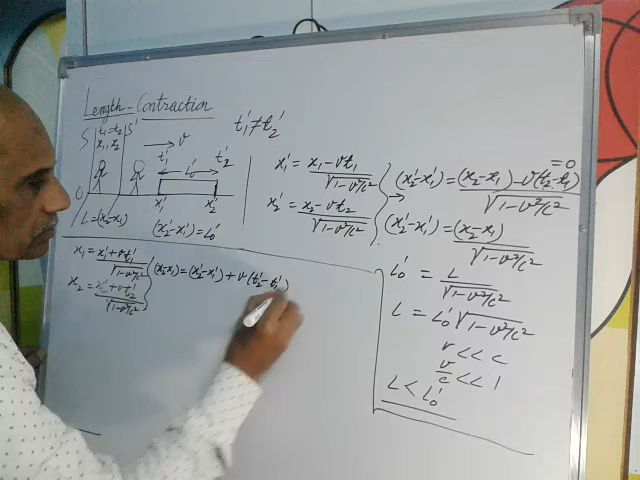 Length-Contraction
S t₁=t₂ S'
x₁, x₂
→ v
t₁' ≠ t₂'
t₁' L₀' t₂'
O
x₁' x₂'
L=(x₂-x₁)
(x₂'-x₁')=L₀'
x₁' = x₁-vt₁/√1-v²/c²
x₂' = x₂-vt₂/√1-v²/c²
(x₂'-x₁')=(x₂-x₁)-v(t₂-t₁)/√1-v²/c² =0
(x₂'-x₁')=(x₂-x₁)/√1-v²/c²
x₁=x₁'+vt₁'/√1-v²/c²
x₂=x₂'+vt₂'/√1-v²/c²
(x₂-x₁)=(x₂'-x₁')+v(t₂'-t₁')
L₀' = L/√1-v²/c²
L = L₀'√1-v²/c²
v<<c
v/c<<1
L<L₀'